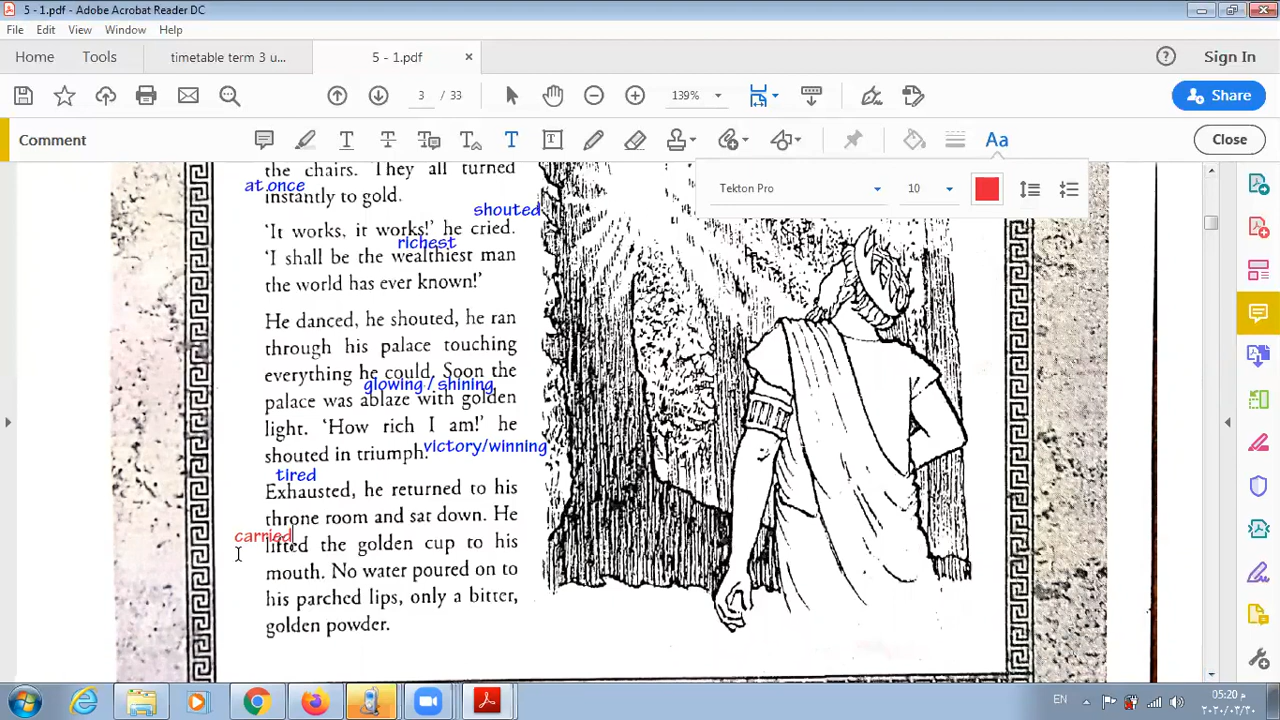 5 - 1.pdf - Adobe Acrobat Reader DC
File Edit View Window Help
Home Tools timetable term 3 u... 5 - 1.pdf × Sign In
3 / 33 139% Share
Comment Aa Close
Tekton Pro 10
the chairs. They all turned
at once
instantly to gold.
shouted
'It works, it works!' he cried.
richest
'I shall be the wealthiest man
the world has ever known!'
He danced, he shouted, he ran
through his palace touching
everything he could. Soon the
glowing / shining
palace was ablaze with golden
light. 'How rich I am!' he
victory/winning
shouted in triumph.
tired
Exhausted, he returned to his
throne room and sat down. He
carried
lifted the golden cup to his
mouth. No water poured on to
his parched lips, only a bitter,
golden powder.
EN
05:20 م
٢٠٢٠/٠٣/٣٠